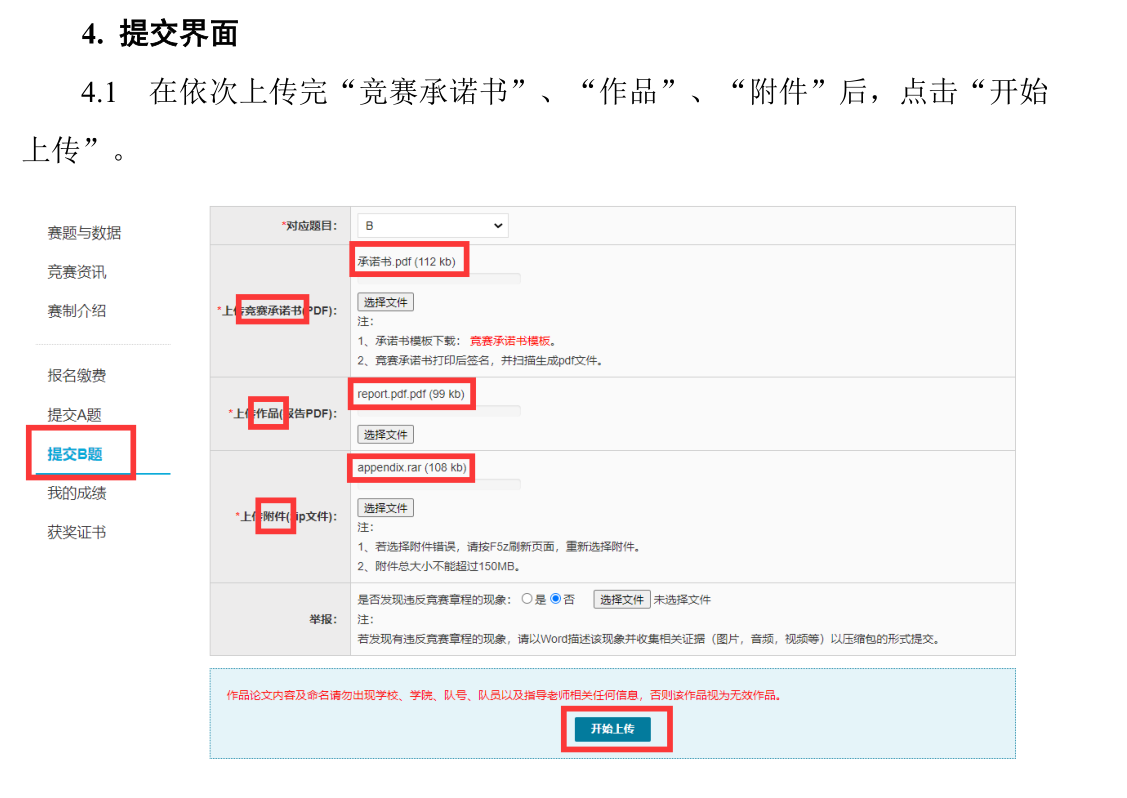 4. 提交界面
4.1 在依次上传完“竞赛承诺书”、“作品”、“附件”后，点击“开始
上传”。
赛题与数据
竞赛资讯
赛制介绍
报名缴费
提交A题
提交B题
我的成绩
获奖证书
*对应题目：
B
承诺书.pdf (112 kb)
*上传竞赛承诺书(PDF)：
选择文件
注：
1、承诺书模板下载： 竞赛承诺书模板。
2、竞赛承诺书打印后签名，并扫描生成pdf文件。
report.pdf.pdf (99 kb)
*上传作品(报告PDF)：
选择文件
appendix.rar (108 kb)
*上传附件(zip文件)：
选择文件
注：
1、若选择附件错误，请按F5z刷新页面，重新选择附件。
2、附件总大小不能超过150MB。
举报：
是否发现违反竞赛章程的现象： 是 否 选择文件 未选择文件
注：
若发现有违反竞赛章程的现象，请以Word描述该现象并收集相关证据（图片，音频，视频等）以压缩包的形式提交。
作品论文内容及命名请勿出现学校、学院、队号、队员以及指导老师相关任何信息，否则该作品视为无效作品。
开始上传